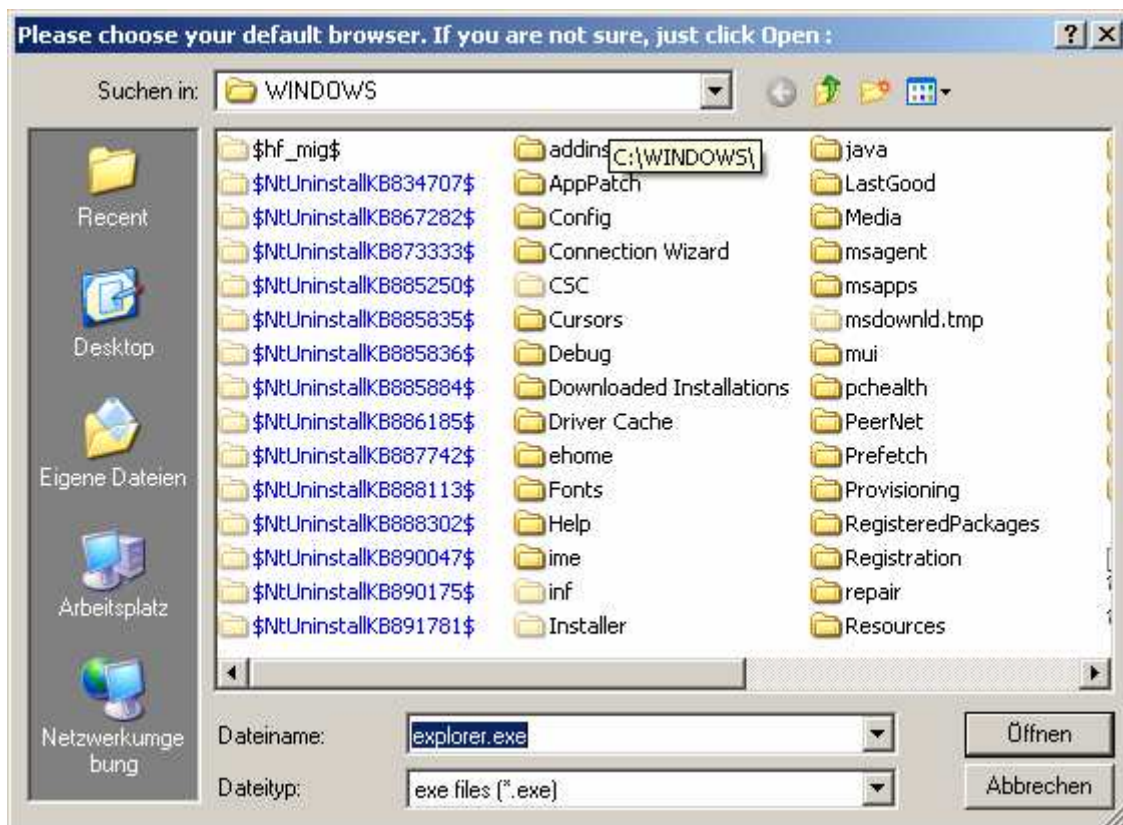 Please choose your default browser. If you are not sure, just click Open :
Suchen in:
WINDOWS
Recent
Desktop
Eigene Dateien
Arbeitsplatz
Netzwerkumge
bung
$hf_mig$
$NtUninstallKB834707$
$NtUninstallKB867282$
$NtUninstallKB873333$
$NtUninstallKB885250$
$NtUninstallKB885835$
$NtUninstallKB885836$
$NtUninstallKB885884$
$NtUninstallKB886185$
$NtUninstallKB887742$
$NtUninstallKB888113$
$NtUninstallKB888302$
$NtUninstallKB890047$
$NtUninstallKB890175$
$NtUninstallKB891781$
addins
C:\WINDOWS\
AppPatch
Config
Connection Wizard
CSC
Cursors
Debug
Downloaded Installations
Driver Cache
ehome
Fonts
Help
ime
inf
Installer
java
LastGood
Media
msagent
msapps
msdownld.tmp
mui
pchealth
PeerNet
Prefetch
Provisioning
RegisteredPackages
Registration
repair
Resources
Dateiname:
explorer.exe
Öffnen
Dateityp:
exe files (*.exe)
Abbrechen